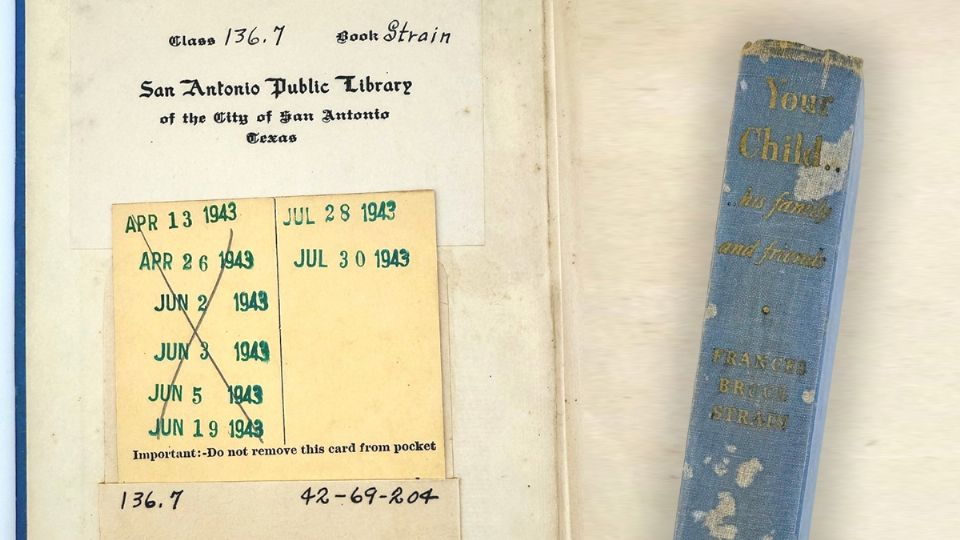 Class 136.7 Book Strain
San Antonio Public Library
of the City of San Antonio
Texas
APR 13 1943
APR 26 1943
JUN 2 1943
JUN 3 1943
JUN 5 1943
JUN 19 1943
JUL 28 1943
JUL 30 1943
Important:-Do not remove this card from pocket
136.7 42-69-204
Your
Child..
..his family
and friends
FRANCES
BRUCE
STRAIN